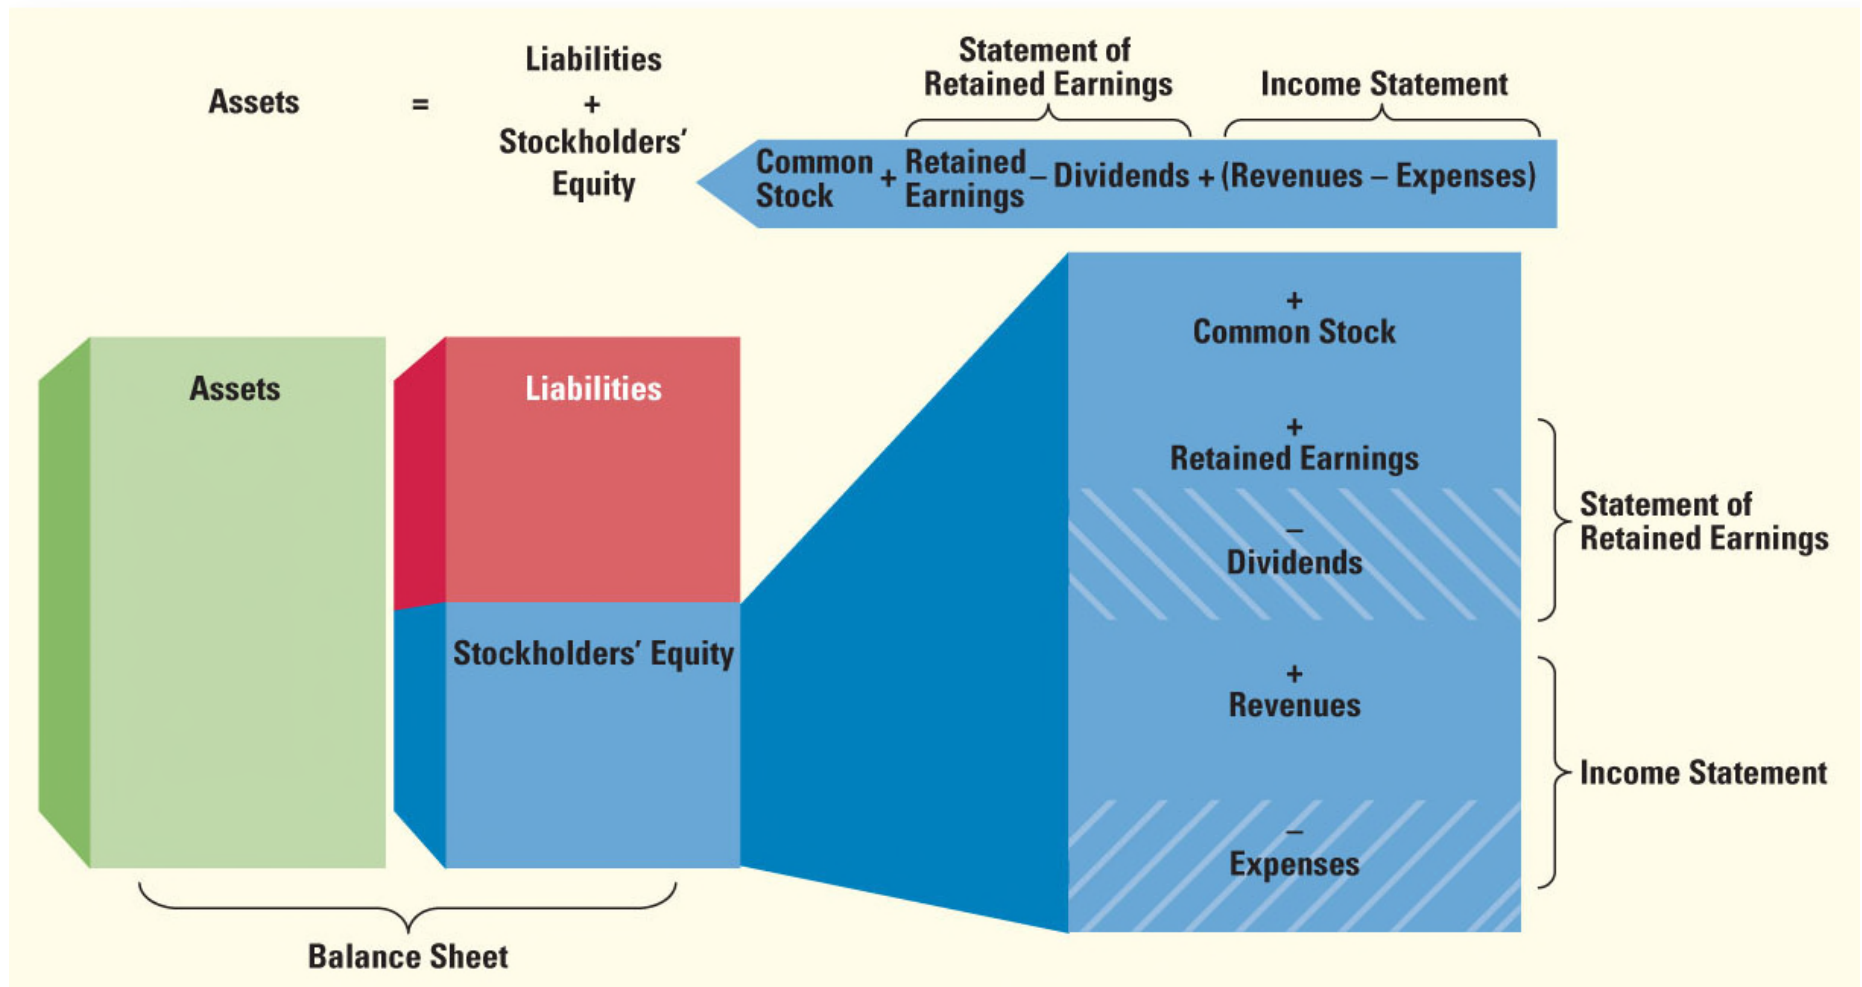 Assets
=
Liabilities
+
Stockholders’
Equity
Statement of
Retained Earnings
Income Statement
Common
Stock
+
Retained
Earnings
– Dividends + (Revenues – Expenses)
Assets
Liabilities
Stockholders’ Equity
Balance Sheet
+
Common Stock
+
Retained Earnings
–
Dividends
+
Revenues
–
Expenses
Statement of
Retained Earnings
Income Statement